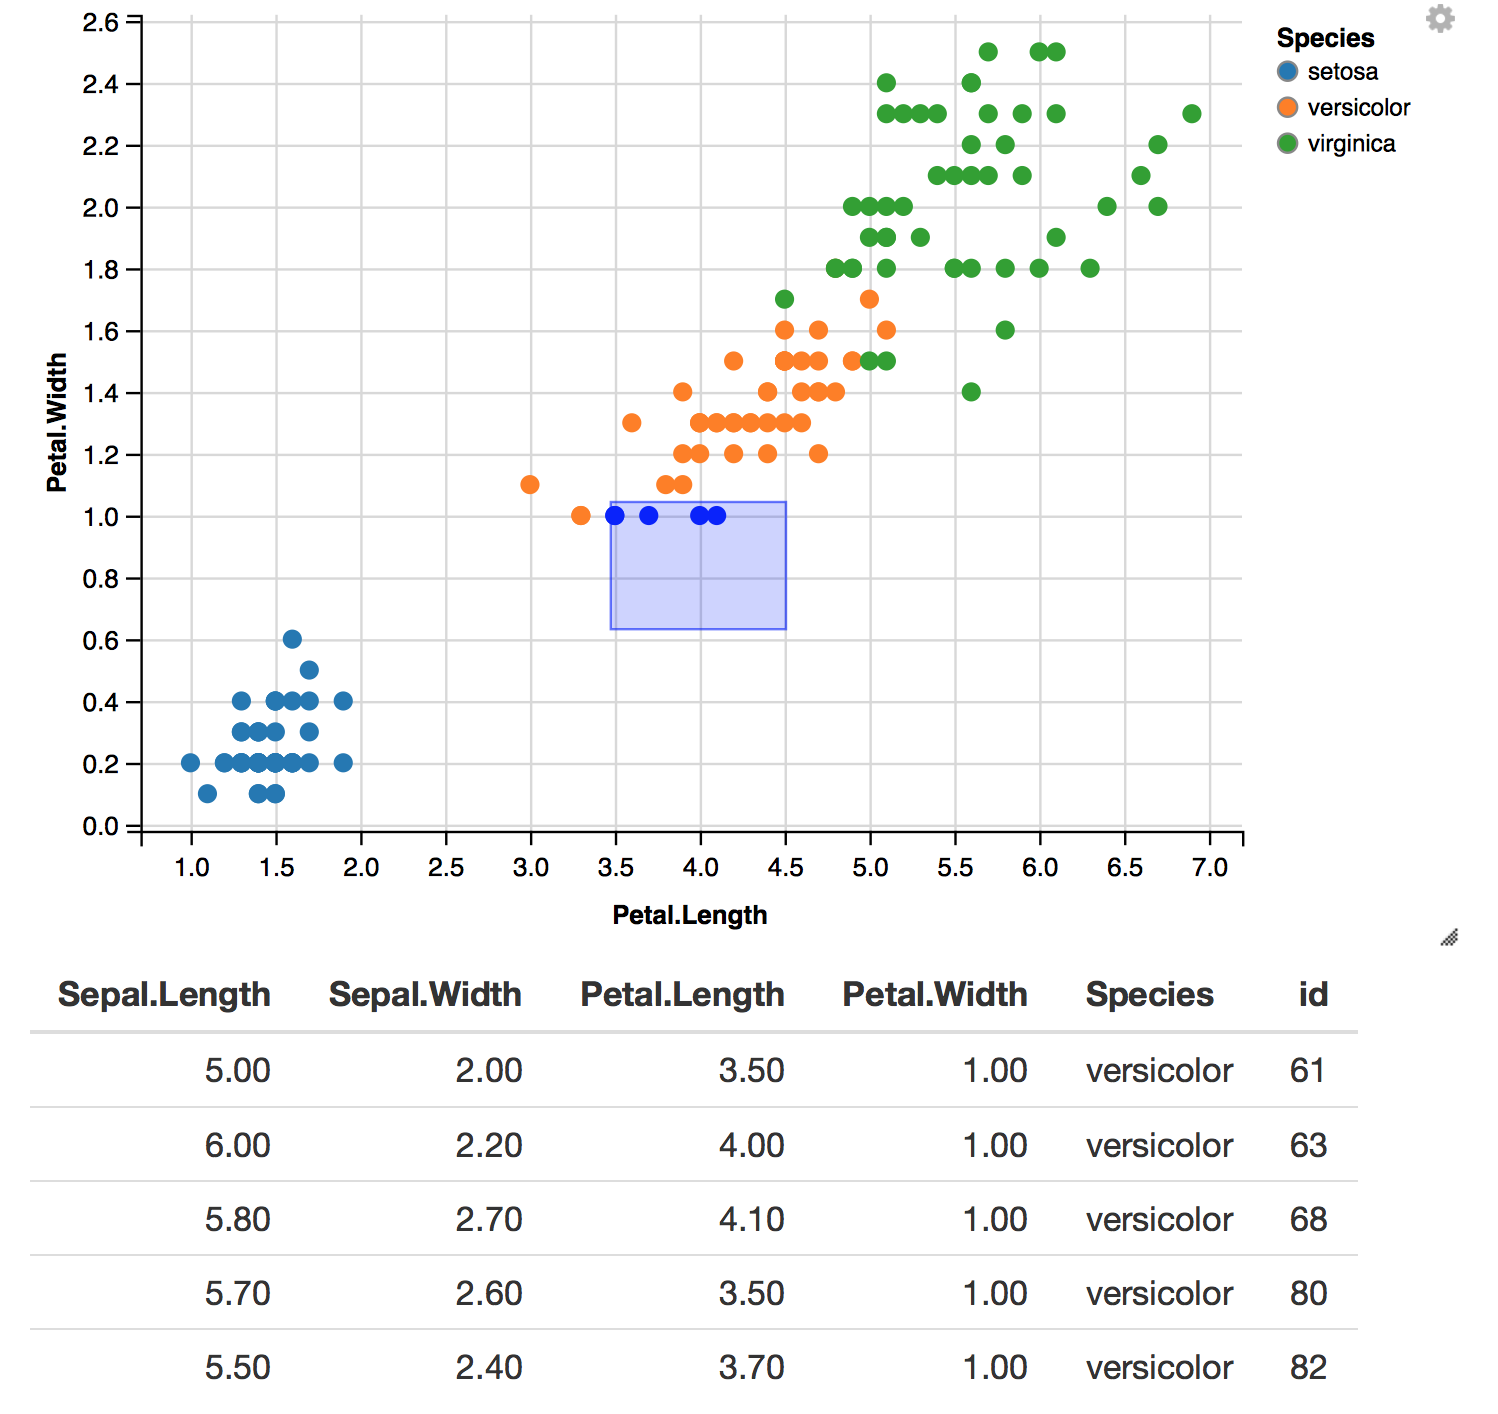 2.6
2.4
2.2
2.0
1.8
1.6
1.4
1.2
1.0
0.8
0.6
0.4
0.2
0.0
Petal.Width
1.0 1.5 2.0 2.5 3.0 3.5 4.0 4.5 5.0 5.5 6.0 6.5 7.0
Petal.Length
Species
setosa
versicolor
virginica
Sepal.Length Sepal.Width Petal.Length Petal.Width Species id
5.00 2.00 3.50 1.00 versicolor 61
6.00 2.20 4.00 1.00 versicolor 63
5.80 2.70 4.10 1.00 versicolor 68
5.70 2.60 3.50 1.00 versicolor 80
5.50 2.40 3.70 1.00 versicolor 82